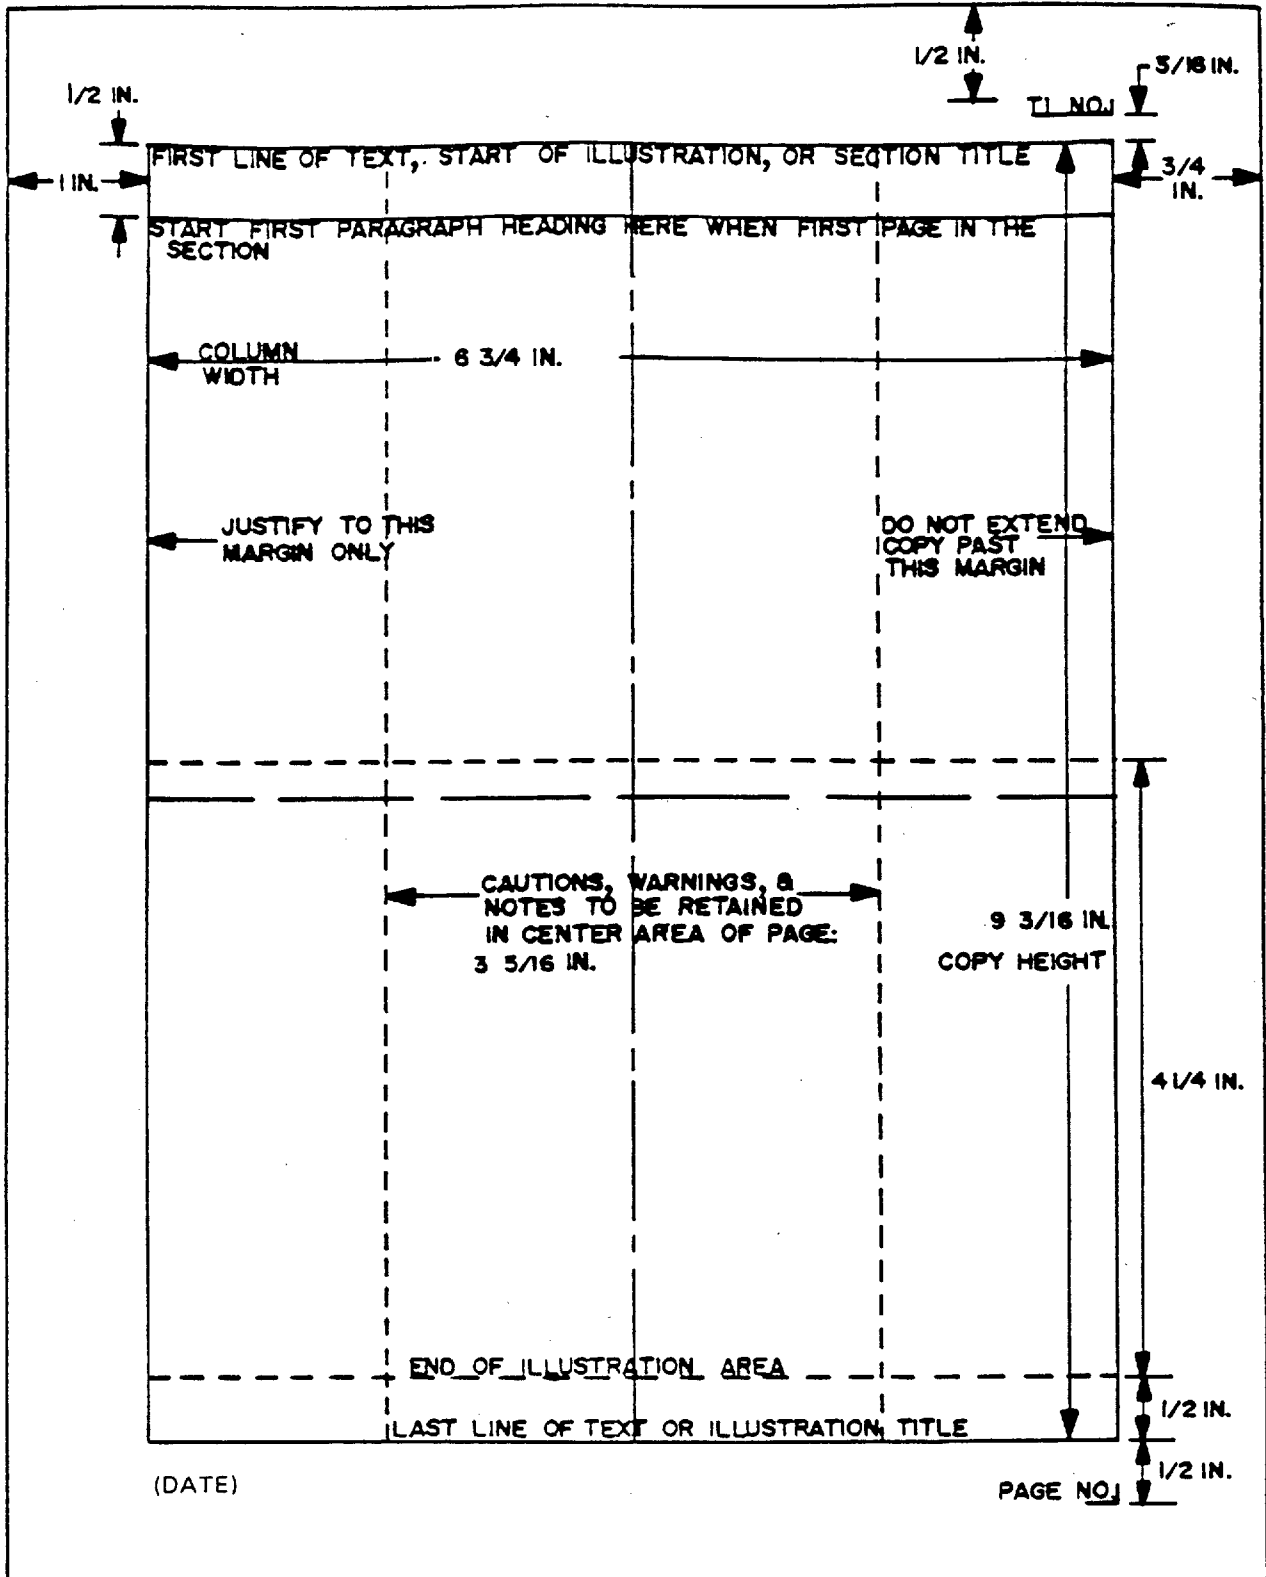 1/2 IN.
3/16 IN.
1/2 IN.
TI NO.
FIRST LINE OF TEXT, START OF ILLUSTRATION, OR SECTION TITLE
1 IN.
3/4
IN.
START FIRST PARAGRAPH HEADING HERE WHEN FIRST PAGE IN THE
SECTION
COLUMN
WIDTH
6 3/4 IN.
JUSTIFY TO THIS
MARGIN ONLY
DO NOT EXTEND
COPY PAST
THIS MARGIN
CAUTIONS, WARNINGS, &
NOTES TO BE RETAINED
IN CENTER AREA OF PAGE:
3 5/16 IN.
9 3/16 IN.
COPY HEIGHT
4 1/4 IN.
END OF ILLUSTRATION AREA
1/2 IN.
LAST LINE OF TEXT OR ILLUSTRATION TITLE
1/2 IN.
(DATE)
PAGE NO.